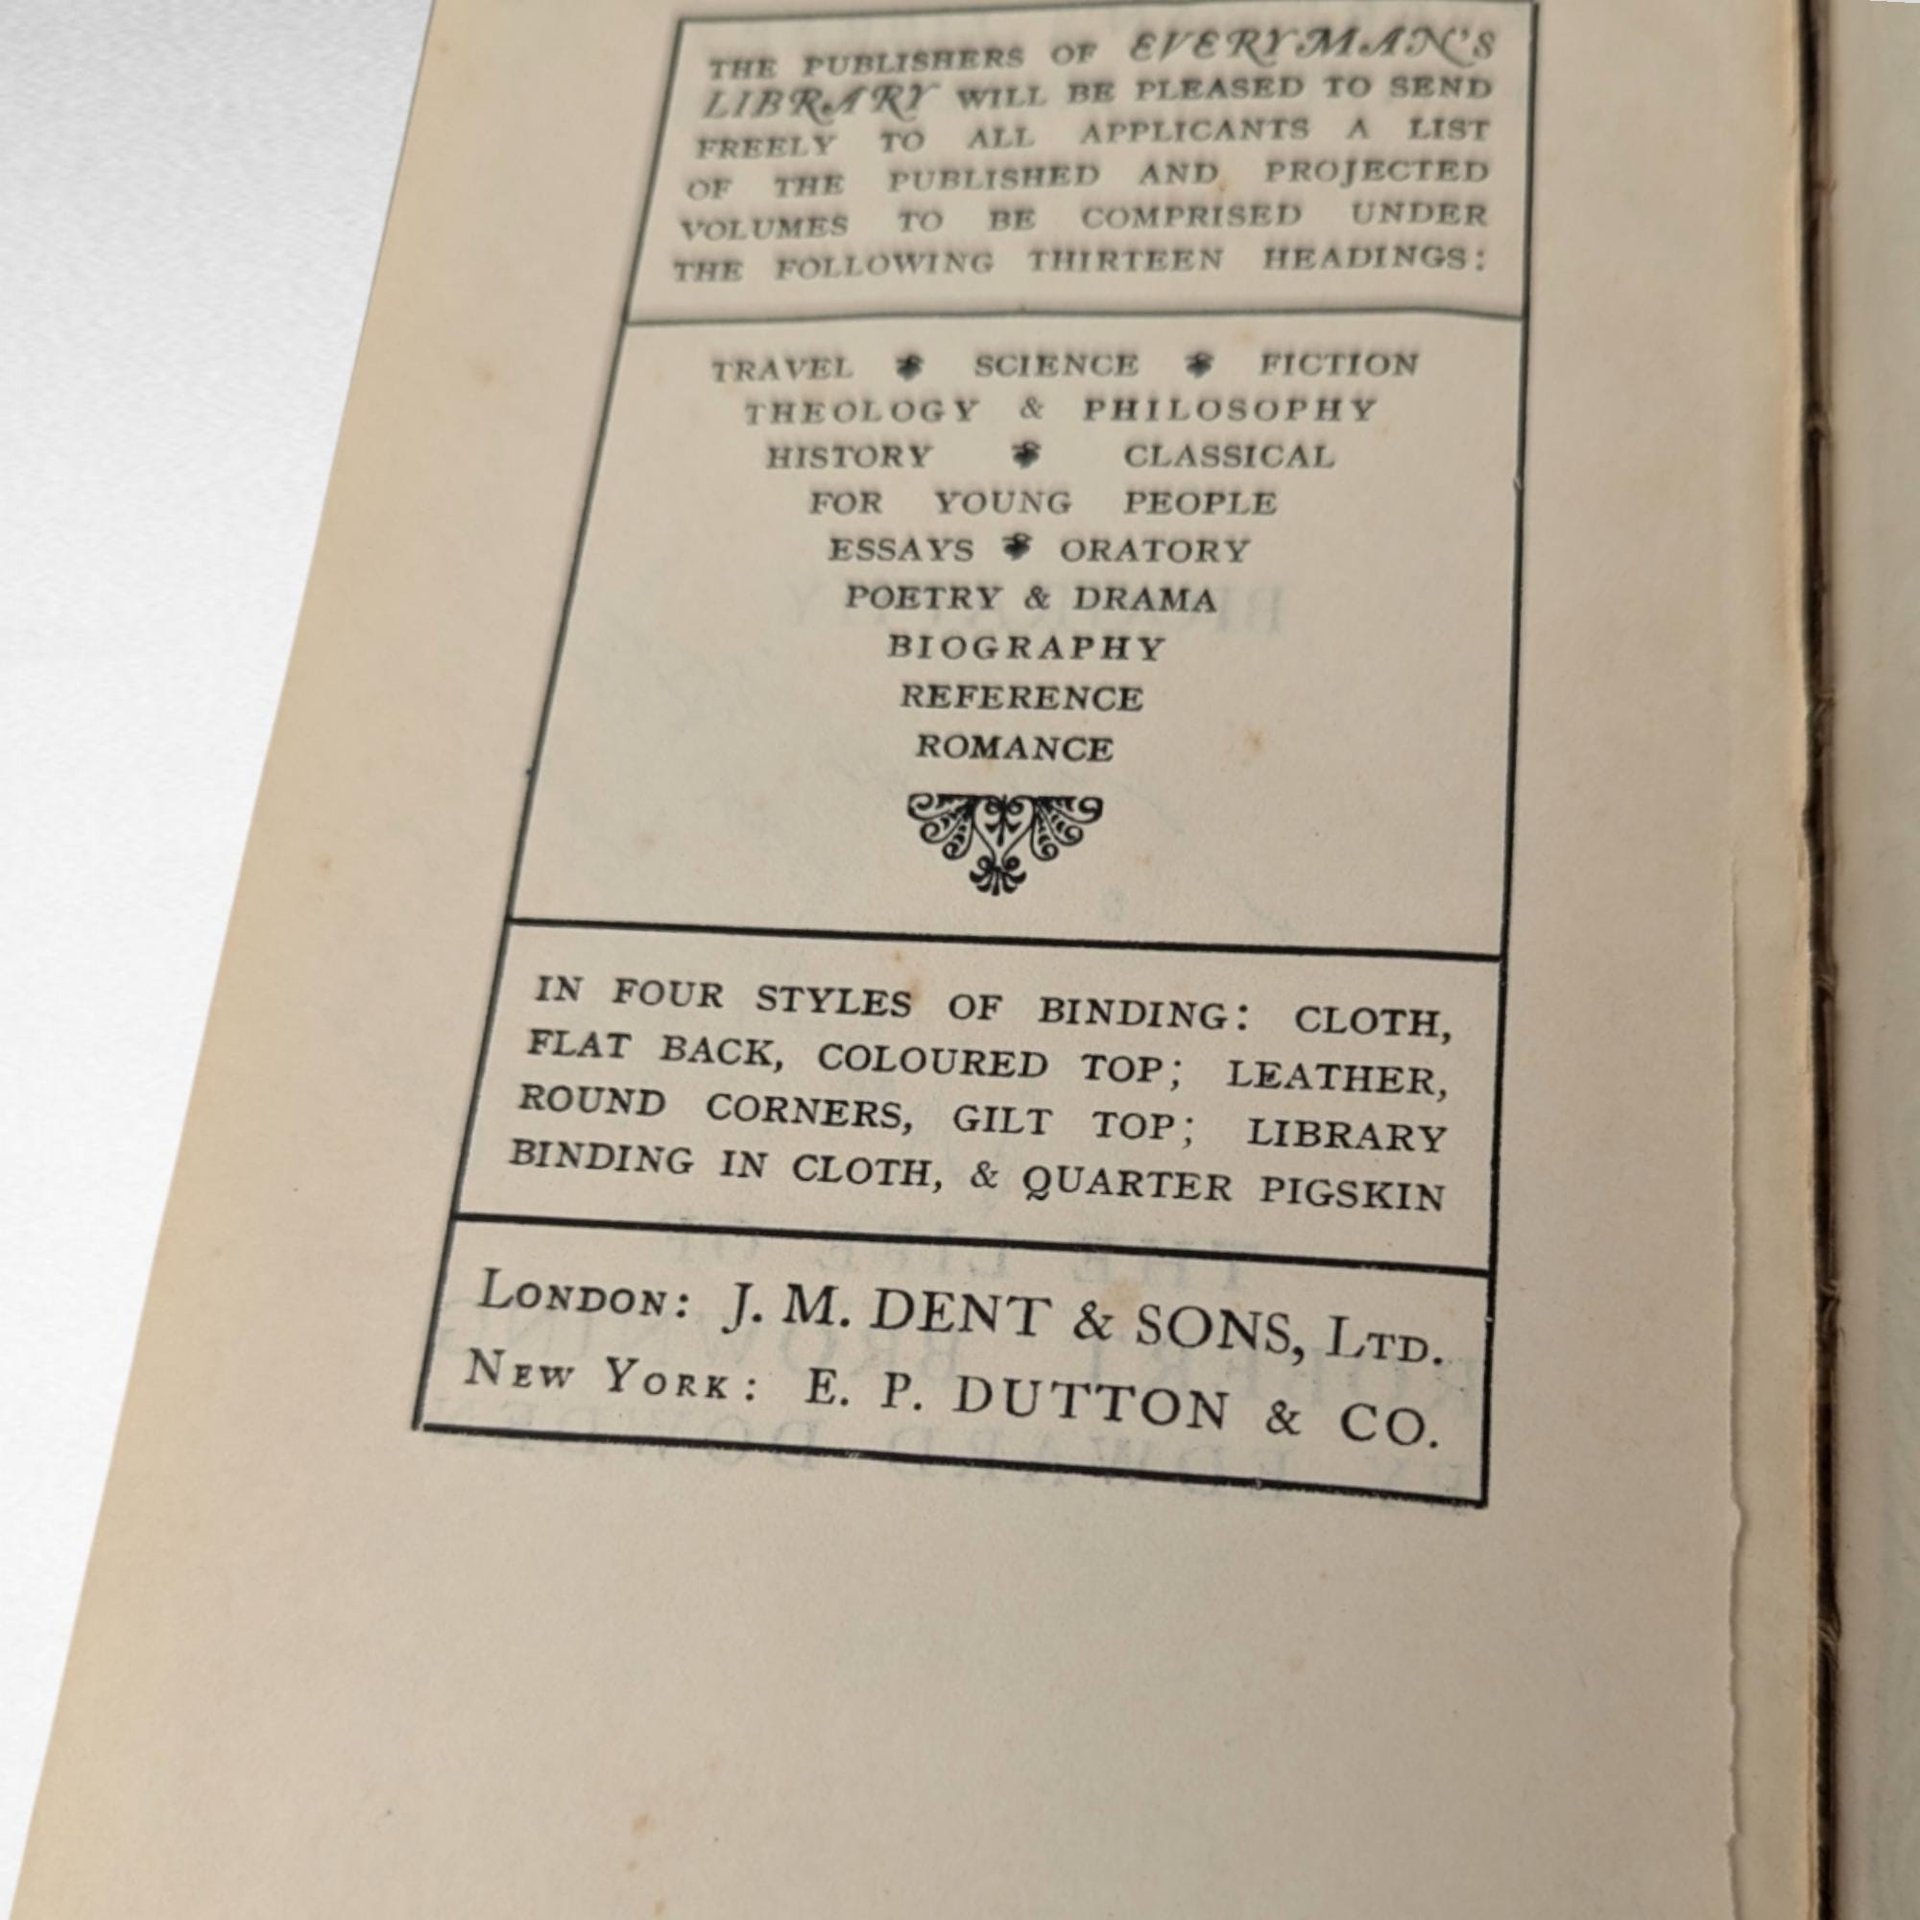 THE PUBLISHERS OF EVERYMAN'S
LIBRARY WILL BE PLEASED TO SEND
FREELY TO ALL APPLICANTS A LIST
OF THE PUBLISHED AND PROJECTED
VOLUMES TO BE COMPRISED UNDER
THE FOLLOWING THIRTEEN HEADINGS:
TRAVEL SCIENCE FICTION
THEOLOGY & PHILOSOPHY
HISTORY CLASSICAL
FOR YOUNG PEOPLE
ESSAYS ORATORY
POETRY & DRAMA
BIOGRAPHY
REFERENCE
ROMANCE
IN FOUR STYLES OF BINDING: CLOTH,
FLAT BACK, COLOURED TOP; LEATHER,
ROUND CORNERS, GILT TOP; LIBRARY
BINDING IN CLOTH, & QUARTER PIGSKIN
LONDON: J. M. DENT & SONS, LTD.
NEW YORK: E. P. DUTTON & CO.